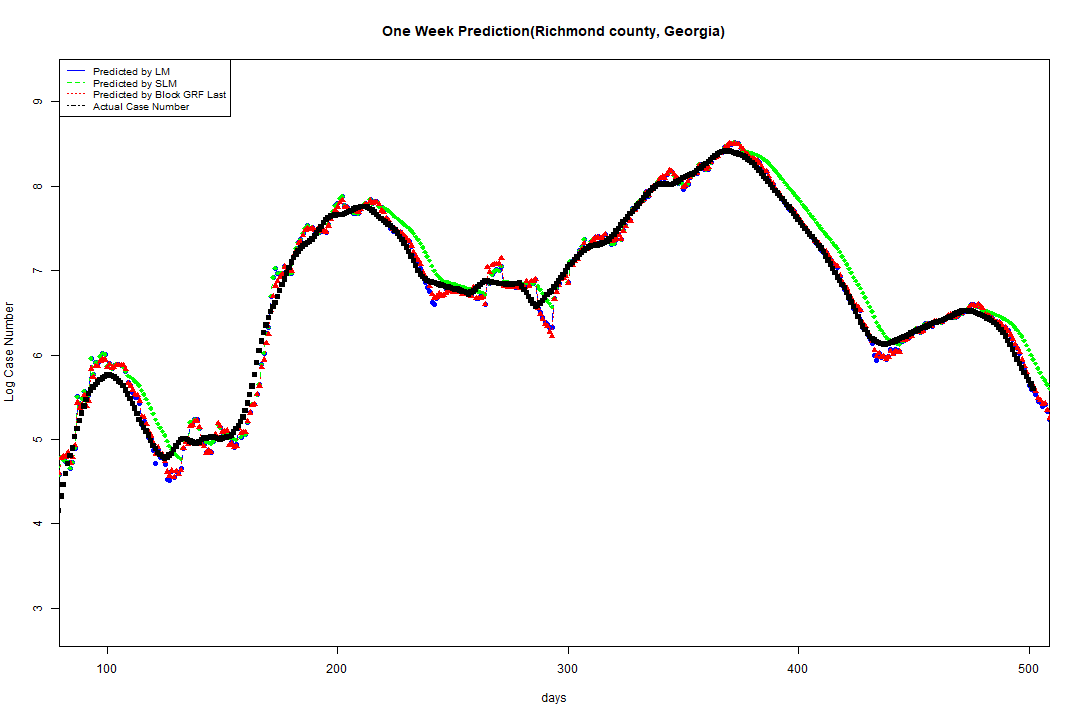 One Week Prediction(Richmond county, Georgia)
Predicted by LM
Predicted by SLM
Predicted by Block GRF Last
Actual Case Number
9
8
7
6
5
4
3
Log Case Number
100 200 300 400 500
days